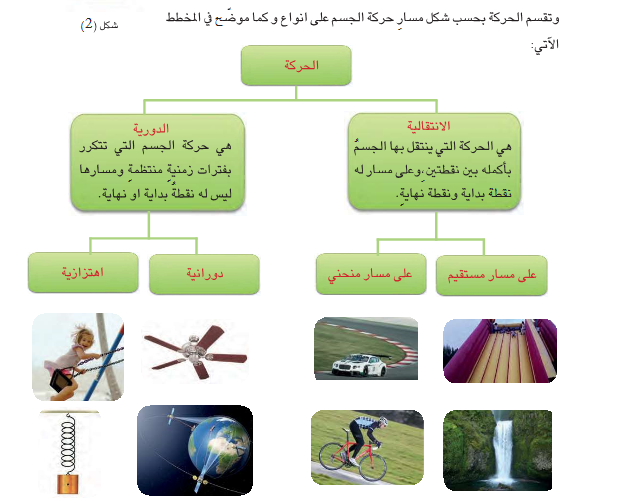 وتقسم الحركة بحسب شكل مسارِ حركة الجسم على انواع و كما موضّح في المخطط
الآتي:
شكل (2)
الحركة
الانتقالية
هي الحركة التي ينتقل بها الجسمُ
بأكمله بين نقطتين،وعلى مسار له
نقطة بداية ونقطة نهايةٍ.
الدورية
هي حركة الجسم التي تتكرر
بفترات زمنيةٍ منتظمةٍ ومسارها
ليس له نقطةُ بداية او نهاية.
على مسار مستقيم
على مسار منحني
دورانية
اهتزازية